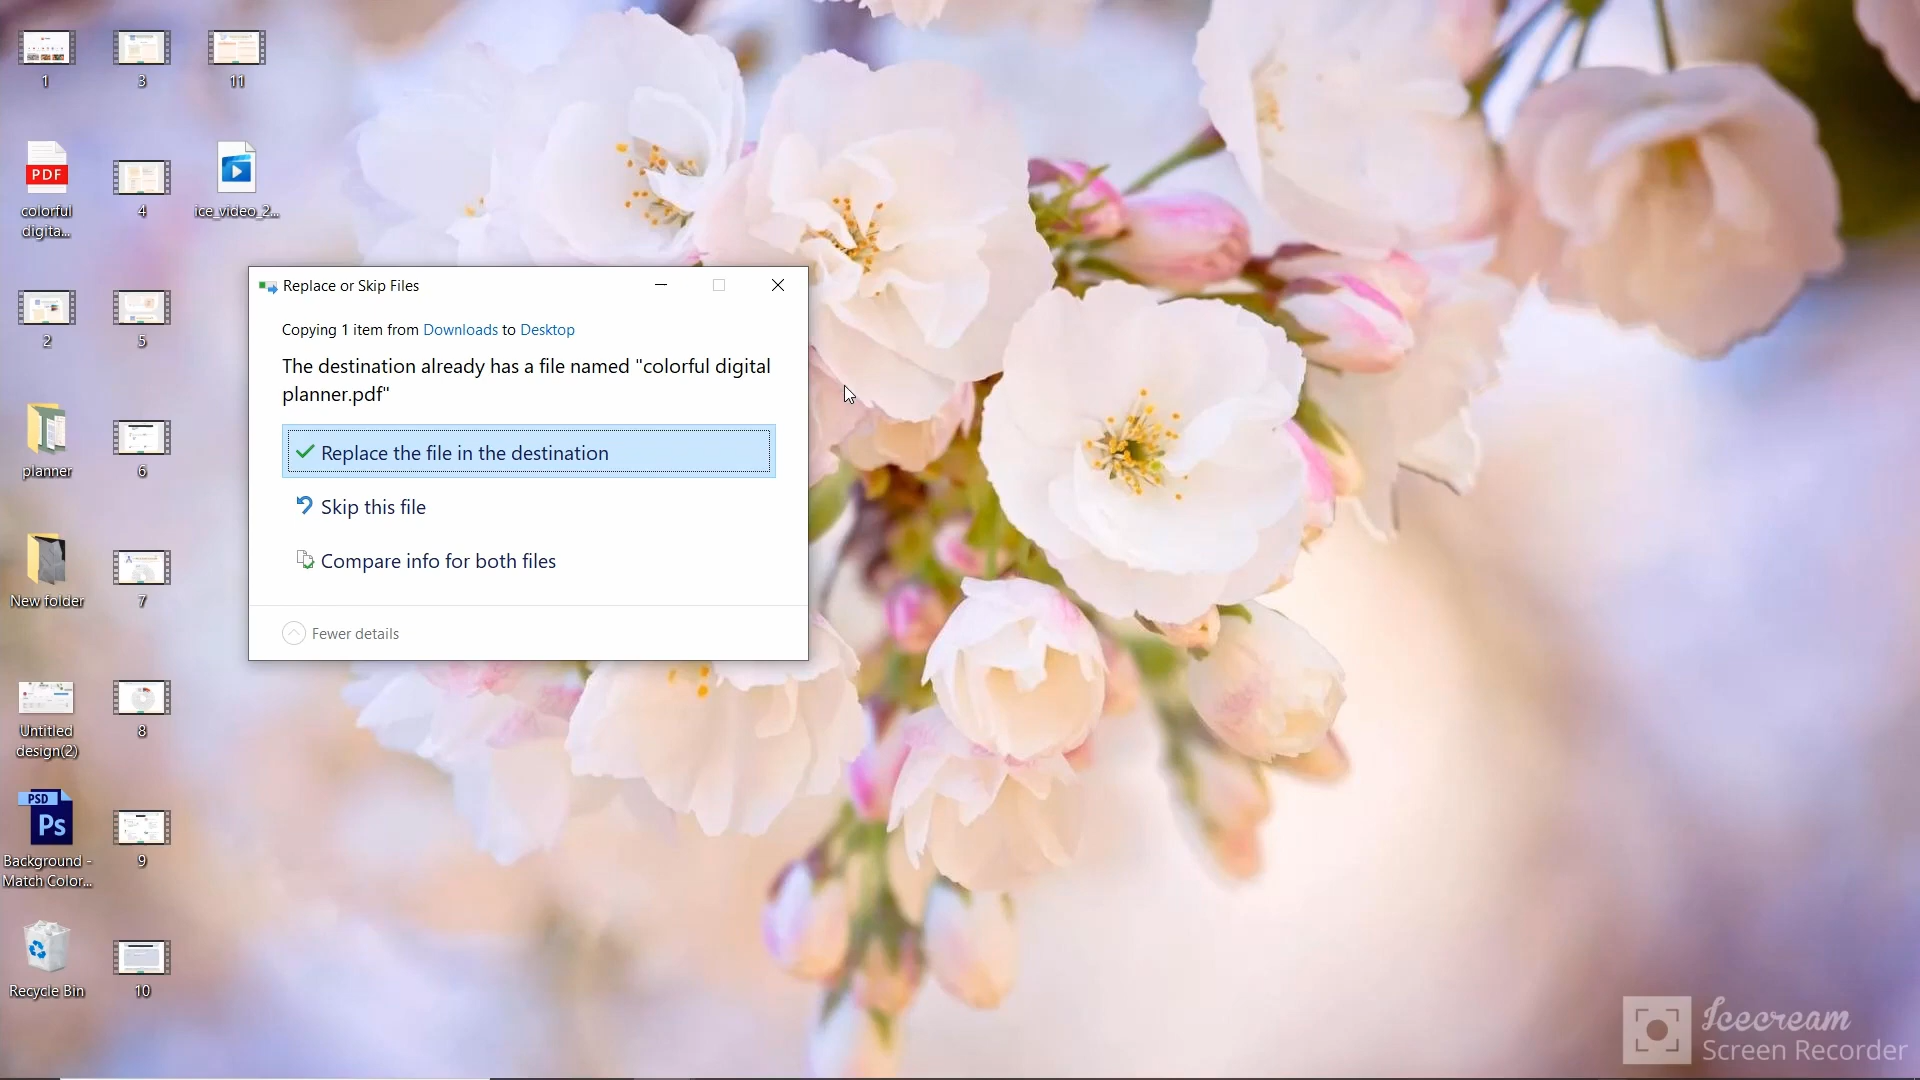 1
3
11
PDF
colorful
digita...
4
ice_video_2...
2
5
planner
6
New folder
7
Untitled
design(2)
8
PSD
Ps
Background -
Match Color...
9
Recycle Bin
10
Replace or Skip Files
Copying 1 item from Downloads to Desktop
The destination already has a file named "colorful digital
planner.pdf"
Replace the file in the destination
Skip this file
Compare info for both files
Fewer details
Icecream
Screen Recorder